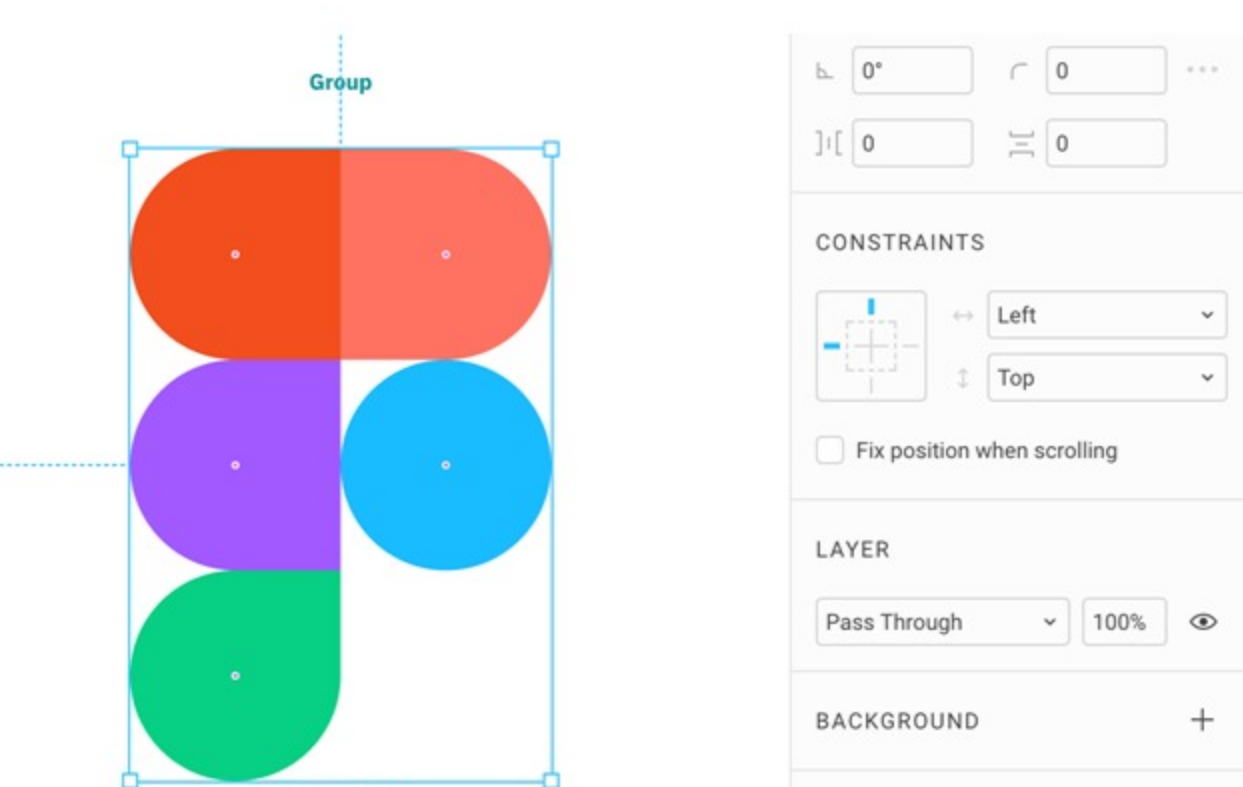 Group
0° 0
0 0
CONSTRAINTS
Left
Top
Fix position when scrolling
LAYER
Pass Through 100%
BACKGROUND